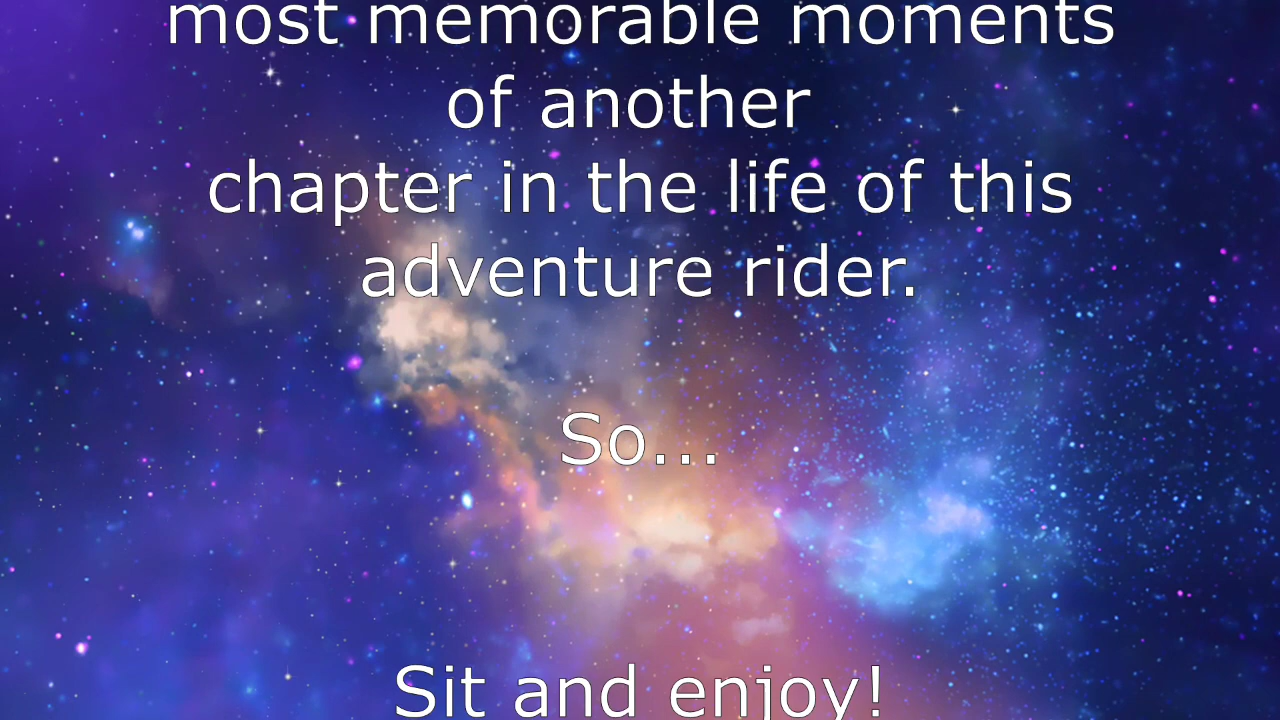 most memorable moments
of another
chapter in the life of this
adventure rider.
So...
Sit and enjoy!